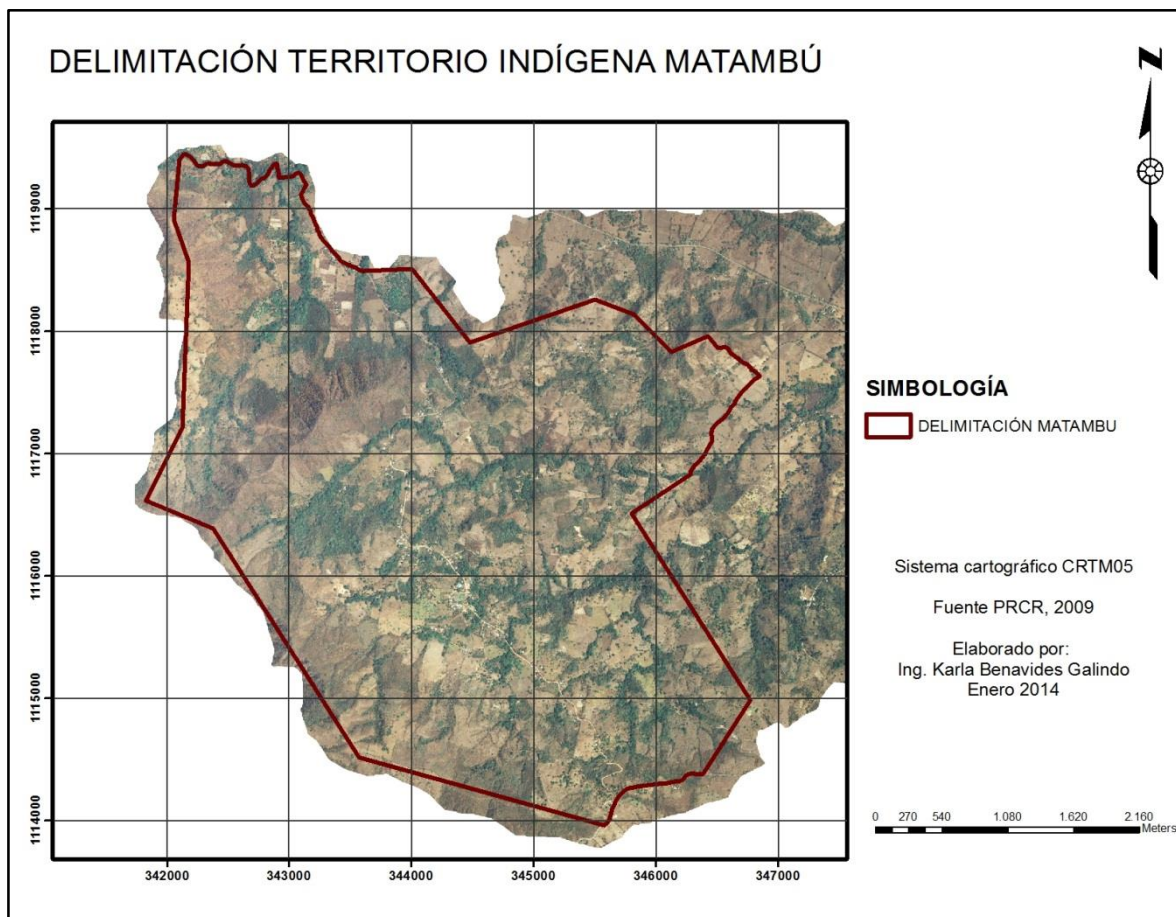 DELIMITACIÓN TERRITORIO INDÍGENA MATAMBÚ
N
1119000
1118000
1117000
1116000
1115000
1114000
342000 343000 344000 345000 346000 347000
SIMBOLOGÍA
DELIMITACIÓN MATAMBU
Sistema cartográfico CRTM05
Fuente PRCR, 2009
Elaborado por:
Ing. Karla Benavides Galindo
Enero 2014
0 270 540 1.080 1.620 2.160
Meters